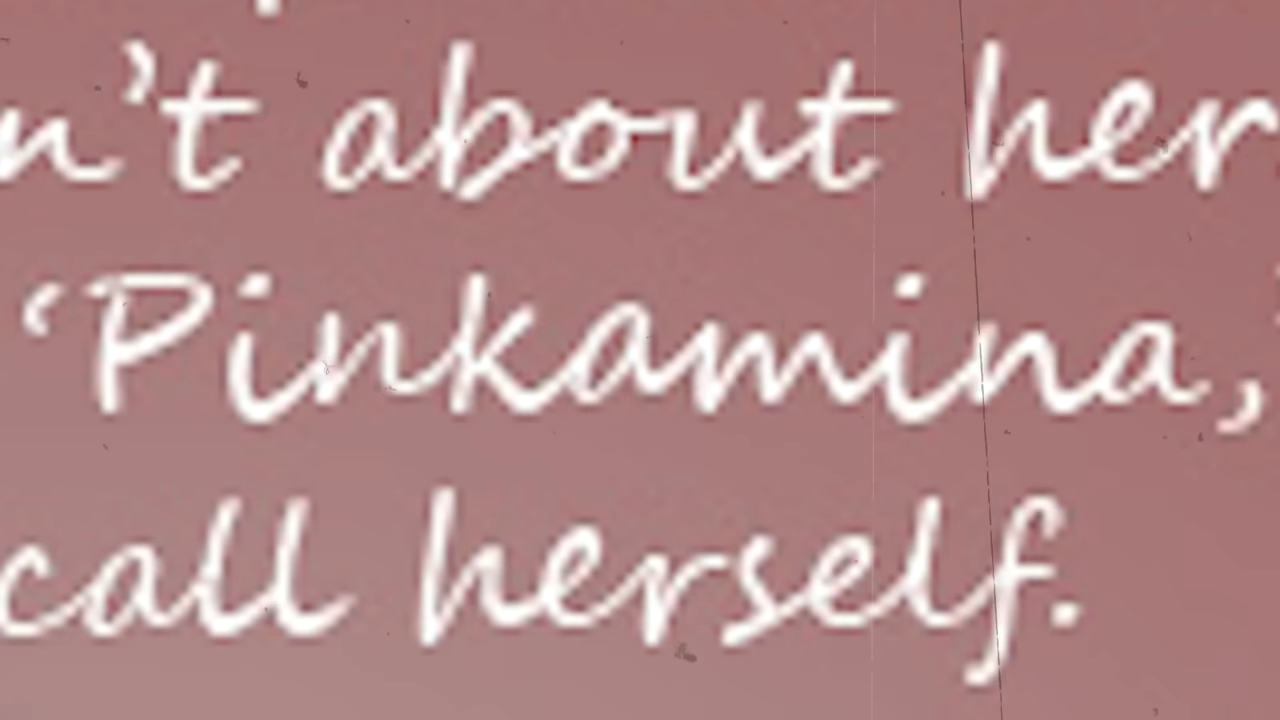 n’t about her
‘Pinkamina,
call herself.